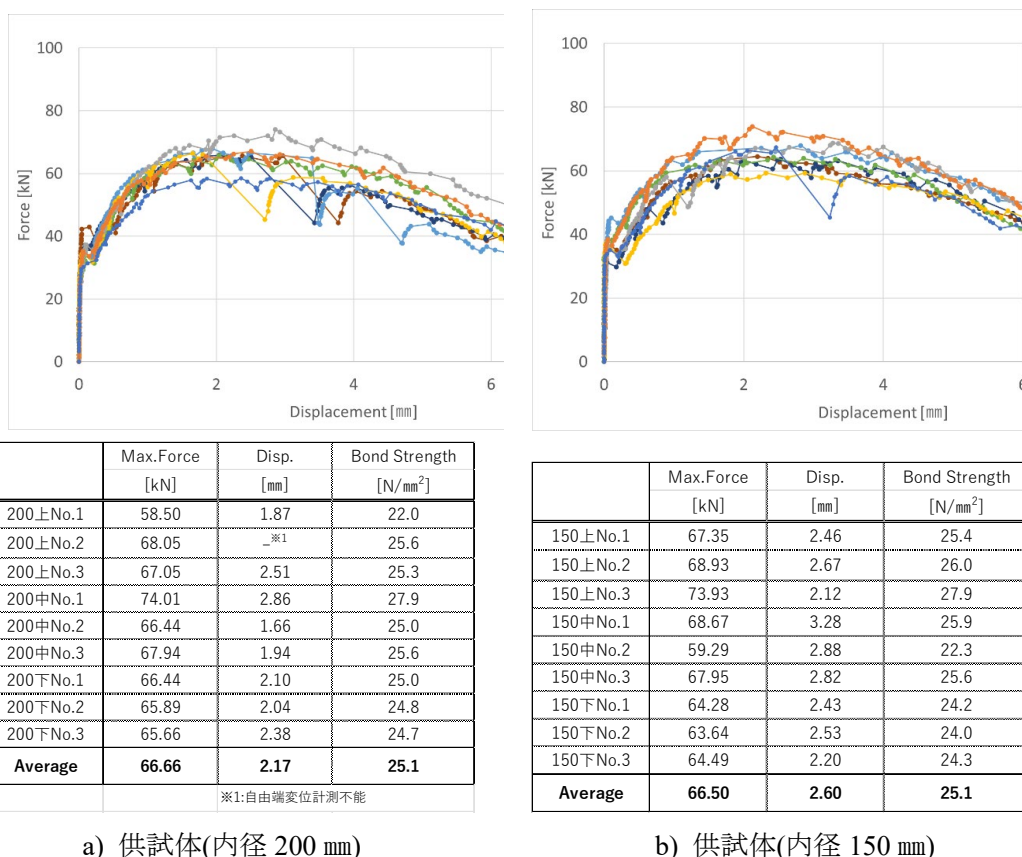 100
80
60
40
20
0
Force [kN]
0 2 4 6
Displacement [㎜]
Max.Force Disp. Bond Strength
[kN] [㎜] [N/㎜²]
200上No.1 58.50 1.87 22.0
200上No.2 68.05 –※1 25.6
200上No.3 67.05 2.51 25.3
200中No.1 74.01 2.86 27.9
200中No.2 66.44 1.66 25.0
200中No.3 67.94 1.94 25.6
200下No.1 66.44 2.10 25.0
200下No.2 65.89 2.04 24.8
200下No.3 65.66 2.38 24.7
Average 66.66 2.17 25.1
※1:自由端変位計測不能
a) 供試体(内径 200 ㎜)
100
80
60
40
20
0
Force [kN]
0 2 4 6
Displacement [㎜]
Max.Force Disp. Bond Strength
[kN] [㎜] [N/㎜²]
150上No.1 67.35 2.46 25.4
150上No.2 68.93 2.67 26.0
150上No.3 73.93 2.12 27.9
150中No.1 68.67 3.28 25.9
150中No.2 59.29 2.88 22.3
150中No.3 67.95 2.82 25.6
150下No.1 64.28 2.43 24.2
150下No.2 63.64 2.53 24.0
150下No.3 64.49 2.20 24.3
Average 66.50 2.60 25.1
b) 供試体(内径 150 ㎜)